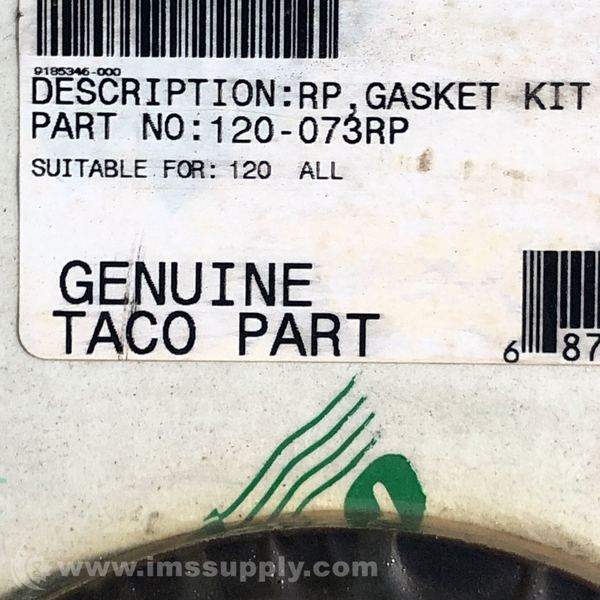 9185346-000
DESCRIPTION:RP,GASKET KIT
PART NO:120-073RP
SUITABLE FOR: 120 ALL
GENUINE
TACO PART
6 87
www.imssupply.com